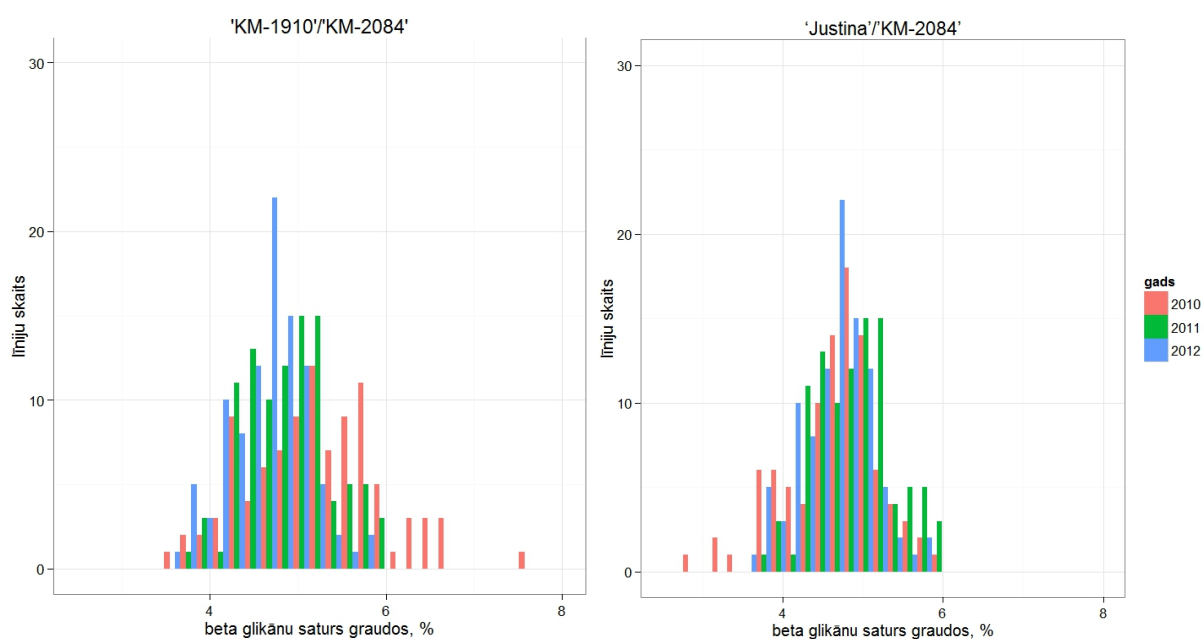 'KM-1910'/'KM-2084'
30
20
10
0
līniju skaits
4
6
8
beta glikānu saturs graudos, %
‘Justina’/’KM-2084’
30
20
10
0
līniju skaits
4
6
8
beta glikānu saturs graudos, %
gads
2010
2011
2012